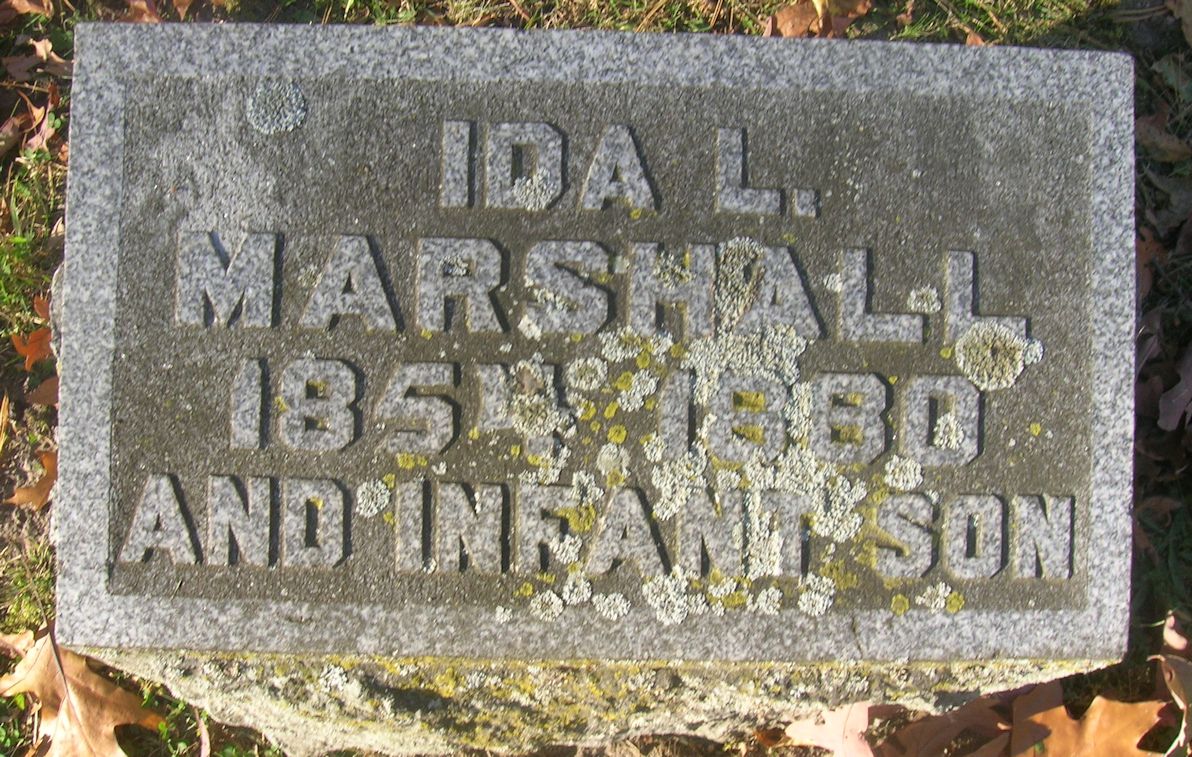 IDA L.
MARSHALL
1854 1880
AND INFANT SON